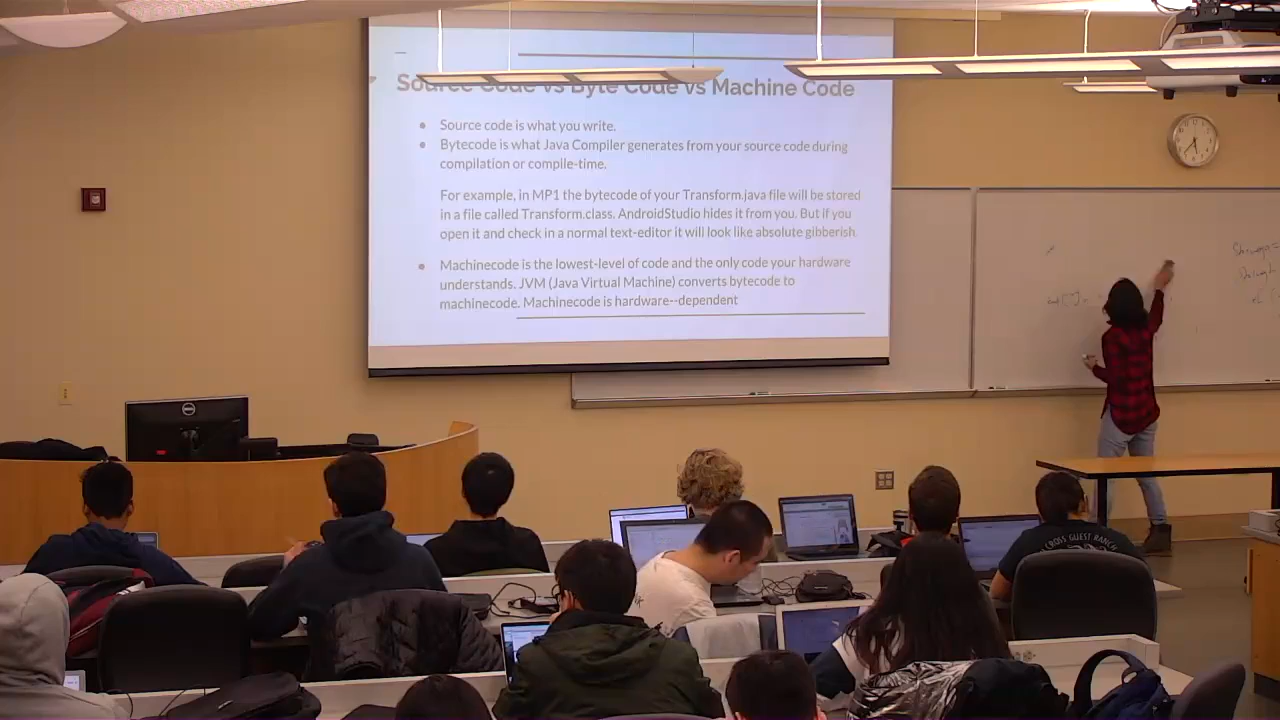 Source Code vs Byte Code vs Machine Code
Source code is what you write.
Bytecode is what Java Compiler generates from your source code during
compilation or compile-time.
For example, in MP1 the bytecode of your Transform.java file will be stored
in a file called Transform.class. AndroidStudio hides it from you. But if you
open it and check in a normal text-editor it will look like absolute gibberish.
Machinecode is the lowest-level of code and the only code your hardware
understands. JVM (Java Virtual Machine) converts bytecode to
machinecode. Machinecode is hardware--dependent
DELL
CROSS GUEST RANCH